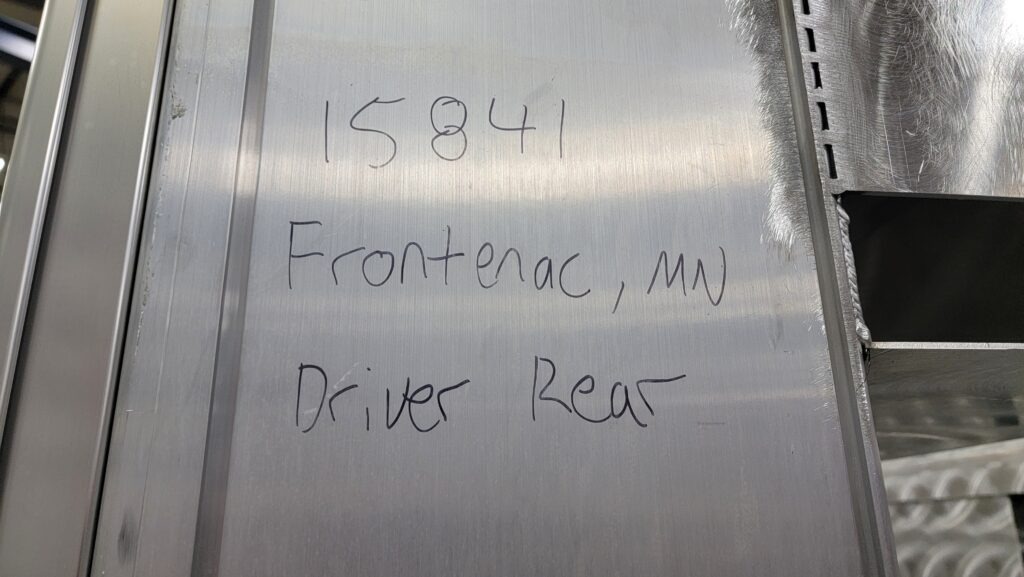 15841
Frontenac, MN
Driver Rear